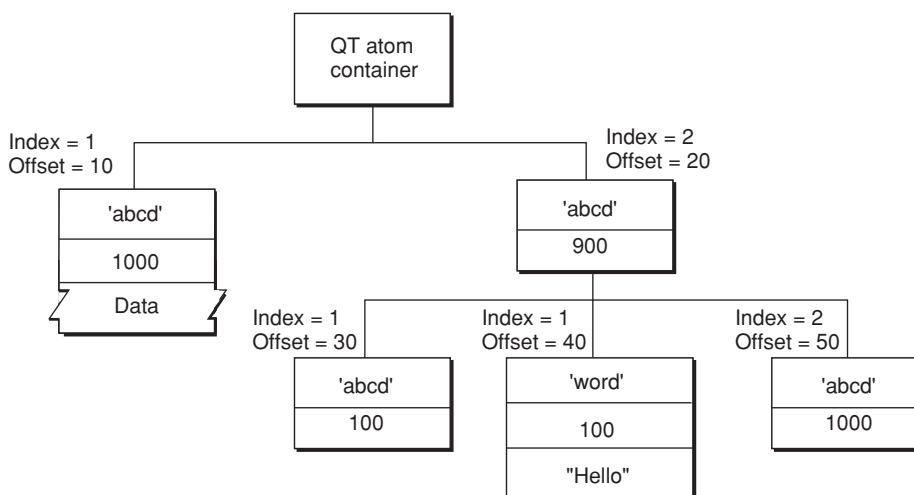 QT atom
container
Index = 1
Offset = 10
Index = 2
Offset = 20
'abcd'
1000
Data
'abcd'
900
Index = 1
Offset = 30
Index = 1
Offset = 40
Index = 2
Offset = 50
'abcd'
100
'word'
100
"Hello"
'abcd'
1000